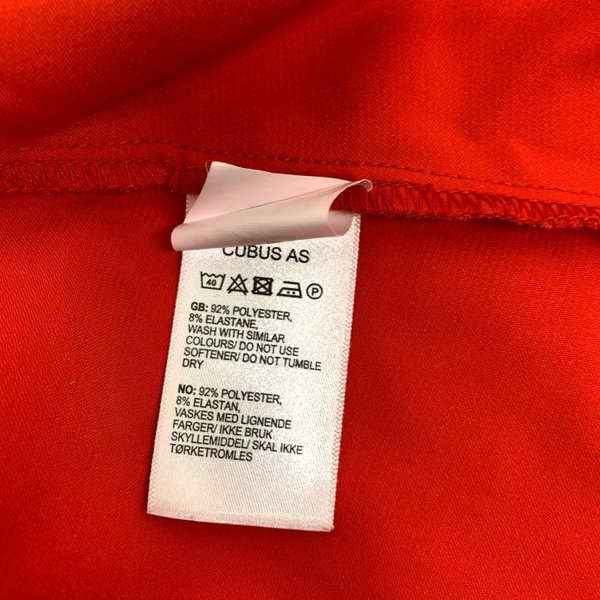 CUBUS AS
40 P
GB: 92% POLYESTER,
8% ELASTANE,
WASH WITH SIMILAR
COLOURS/ DO NOT USE
SOFTENER/ DO NOT TUMBLE
DRY
NO: 92% POLYESTER,
8% ELASTAN,
VASKES MED LIGNENDE
FARGER/ IKKE BRUK
SKYLLEMIDDEL/ SKAL IKKE
TØRKETROMLES